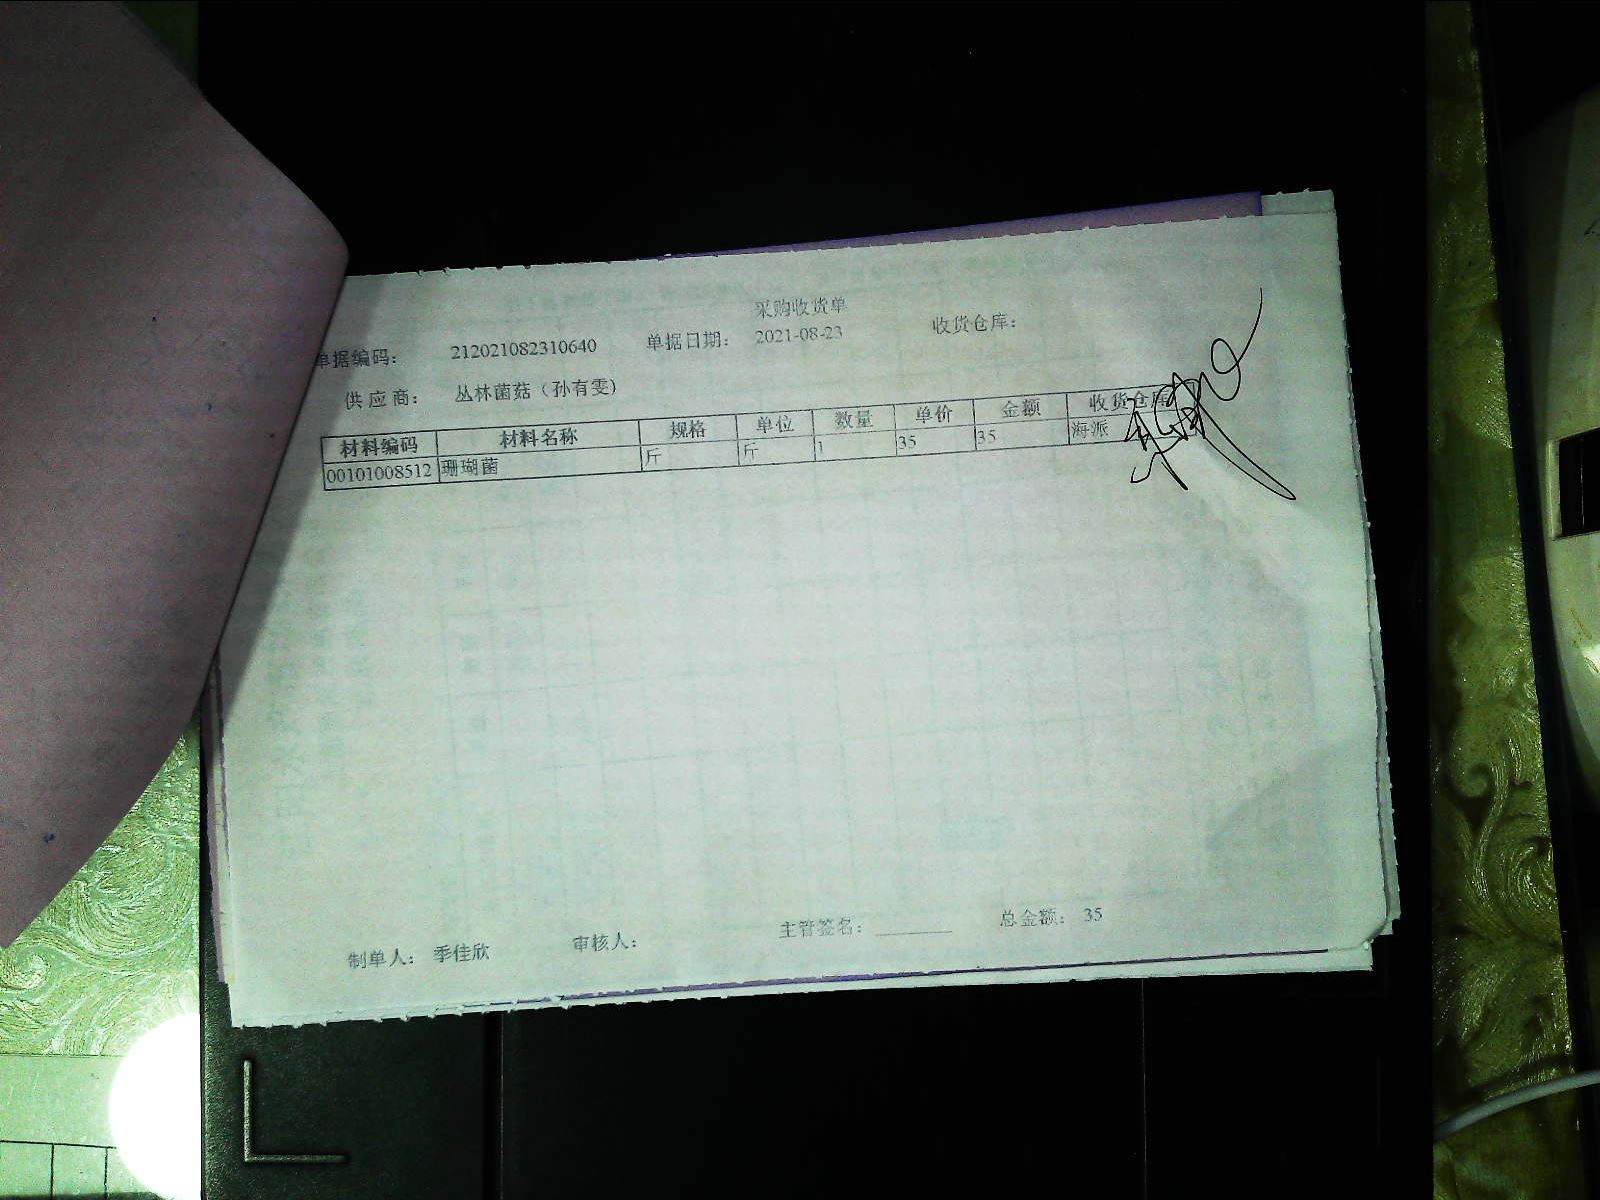 采购收货单
单据编码： 212021082310640 单据日期： 2021-08-23 收货仓库：
供应商： 丛林菌菇（孙有雯）
材料编码 材料名称 规格 单位 数量 单价 金额 收货仓库
00101008512 珊瑚菌 斤 斤 1 35 35 海派
制单人： 季佳欣 审核人： 主管签名：________ 总金额： 35